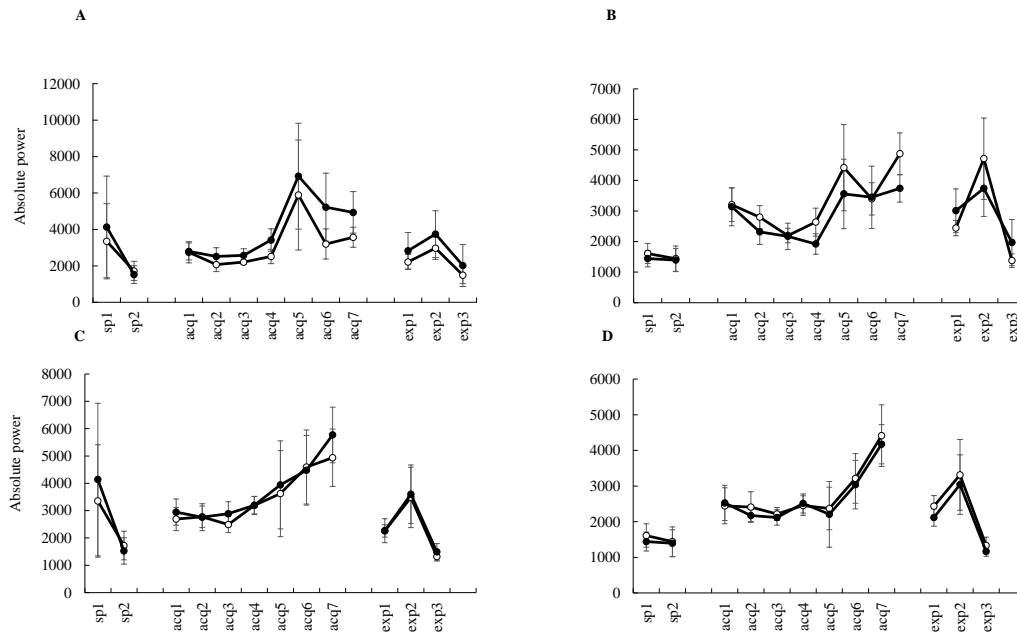 A
B
12000
10000
8000
6000
4000
2000
0
Absolute power
sp1
sp2
acq1
acq2
acq3
acq4
acq5
acq6
acq7
exp1
exp2
exp3
7000
6000
5000
4000
3000
2000
1000
0
sp1
sp2
acq1
acq2
acq3
acq4
acq5
acq6
acq7
exp1
exp2
exp3
C
D
8000
7000
6000
5000
4000
3000
2000
1000
0
Absolute power
sp1
sp2
acq1
acq2
acq3
acq4
acq5
acq6
acq7
exp1
exp2
exp3
6000
5000
4000
3000
2000
1000
0
sp1
sp2
acq1
acq2
acq3
acq4
acq5
acq6
acq7
exp1
exp2
exp3